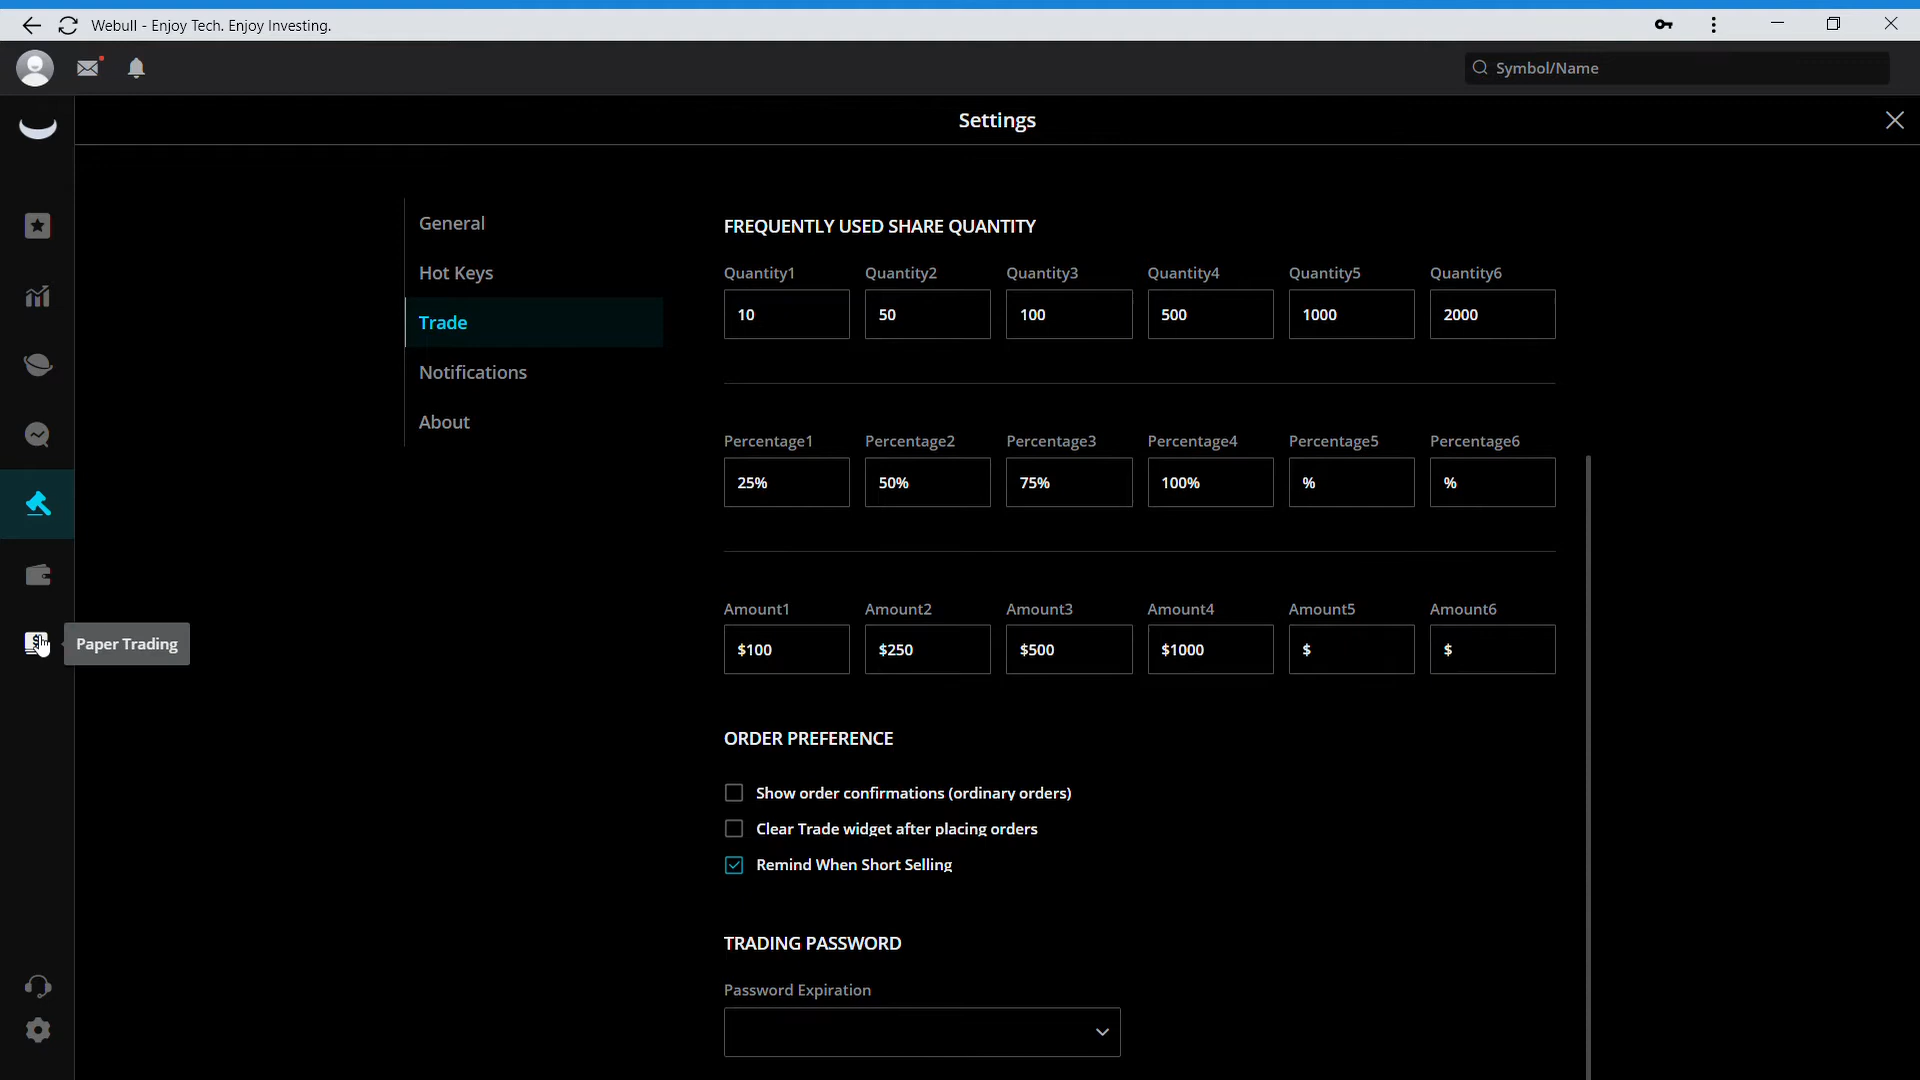 Webull - Enjoy Tech. Enjoy Investing.
Symbol/Name
Settings
General
Hot Keys
Trade
Notifications
About
FREQUENTLY USED SHARE QUANTITY
Quantity1 Quantity2 Quantity3 Quantity4 Quantity5 Quantity6
10 50 100 500 1000 2000
Percentage1 Percentage2 Percentage3 Percentage4 Percentage5 Percentage6
25% 50% 75% 100% % %
Amount1 Amount2 Amount3 Amount4 Amount5 Amount6
$100 $250 $500 $1000 $ $
Paper Trading
ORDER PREFERENCE
Show order confirmations (ordinary orders)
Clear Trade widget after placing orders
Remind When Short Selling
TRADING PASSWORD
Password Expiration